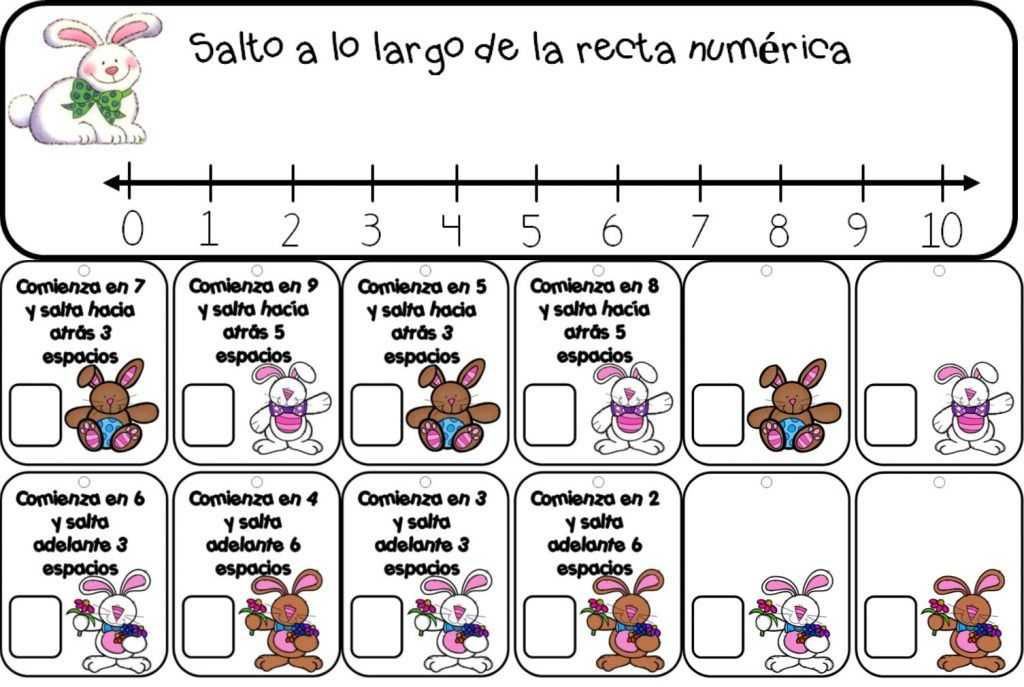 Salto a lo largo de la recta numérica
0 1 2 3 4 5 6 7 8 9 10
Comienza en 7
y salta hacia
atrás 3
espacios
Comienza en 9
y salta hacía
atrás 5
espacios
Comienza en 5
y salta hacia
atrás 3
espacios
Comienza en 8
y salta hacía
atrás 5
espacios
Comienza en 6
y salta
adelante 3
espacios
Comienza en 4
y salta
adelante 6
espacios
Comienza en 3
y salta
adelante 3
espacios
Comienza en 2
y salta
adelante 6
espacios